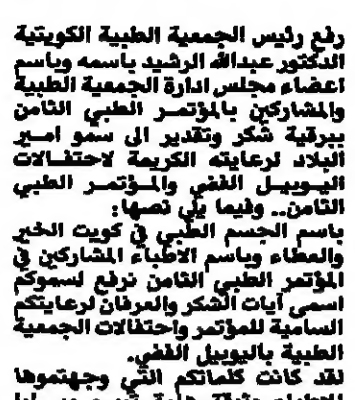 رفع رئيس الجمعية الطبية الكويتية
الدكتور عبدالله الرشيد باسمه وباسم
اعضاء مجلس ادارة الجمعية الطبية
والمشاركين بالمؤتمر الطبي الثامن
ببرقية شكر وتقدير الى سمو امير
البلاد لرعايته الكريمة لاحتفالات
اليوبيل الفضي والمؤتمر الطبي
الثامن.. وفيما يلي نصها:
باسم الجسم الطبي في كويت الخير
والعطاء وباسم الاطباء المشاركين في
المؤتمر الطبي الثامن نرفع لسموكم
اسمى آيات الشكر والعرفان لرعايتكم
السامية للمؤتمر واحتفالات الجمعية
الطبية باليوبيل الفضي.
لقد كانت كلماتكم التي وجهتموها